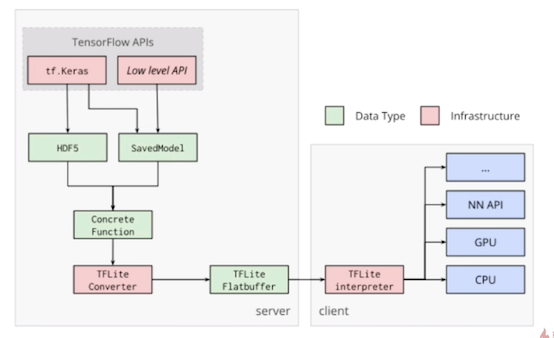 TensorFlow APIs
tf.Keras
Low level API
Data Type
Infrastructure
HDF5
SavedModel
...
NN API
Concrete
Function
GPU
TFLite
Converter
TFLite
Flatbuffer
TFLite
interpreter
CPU
server
client